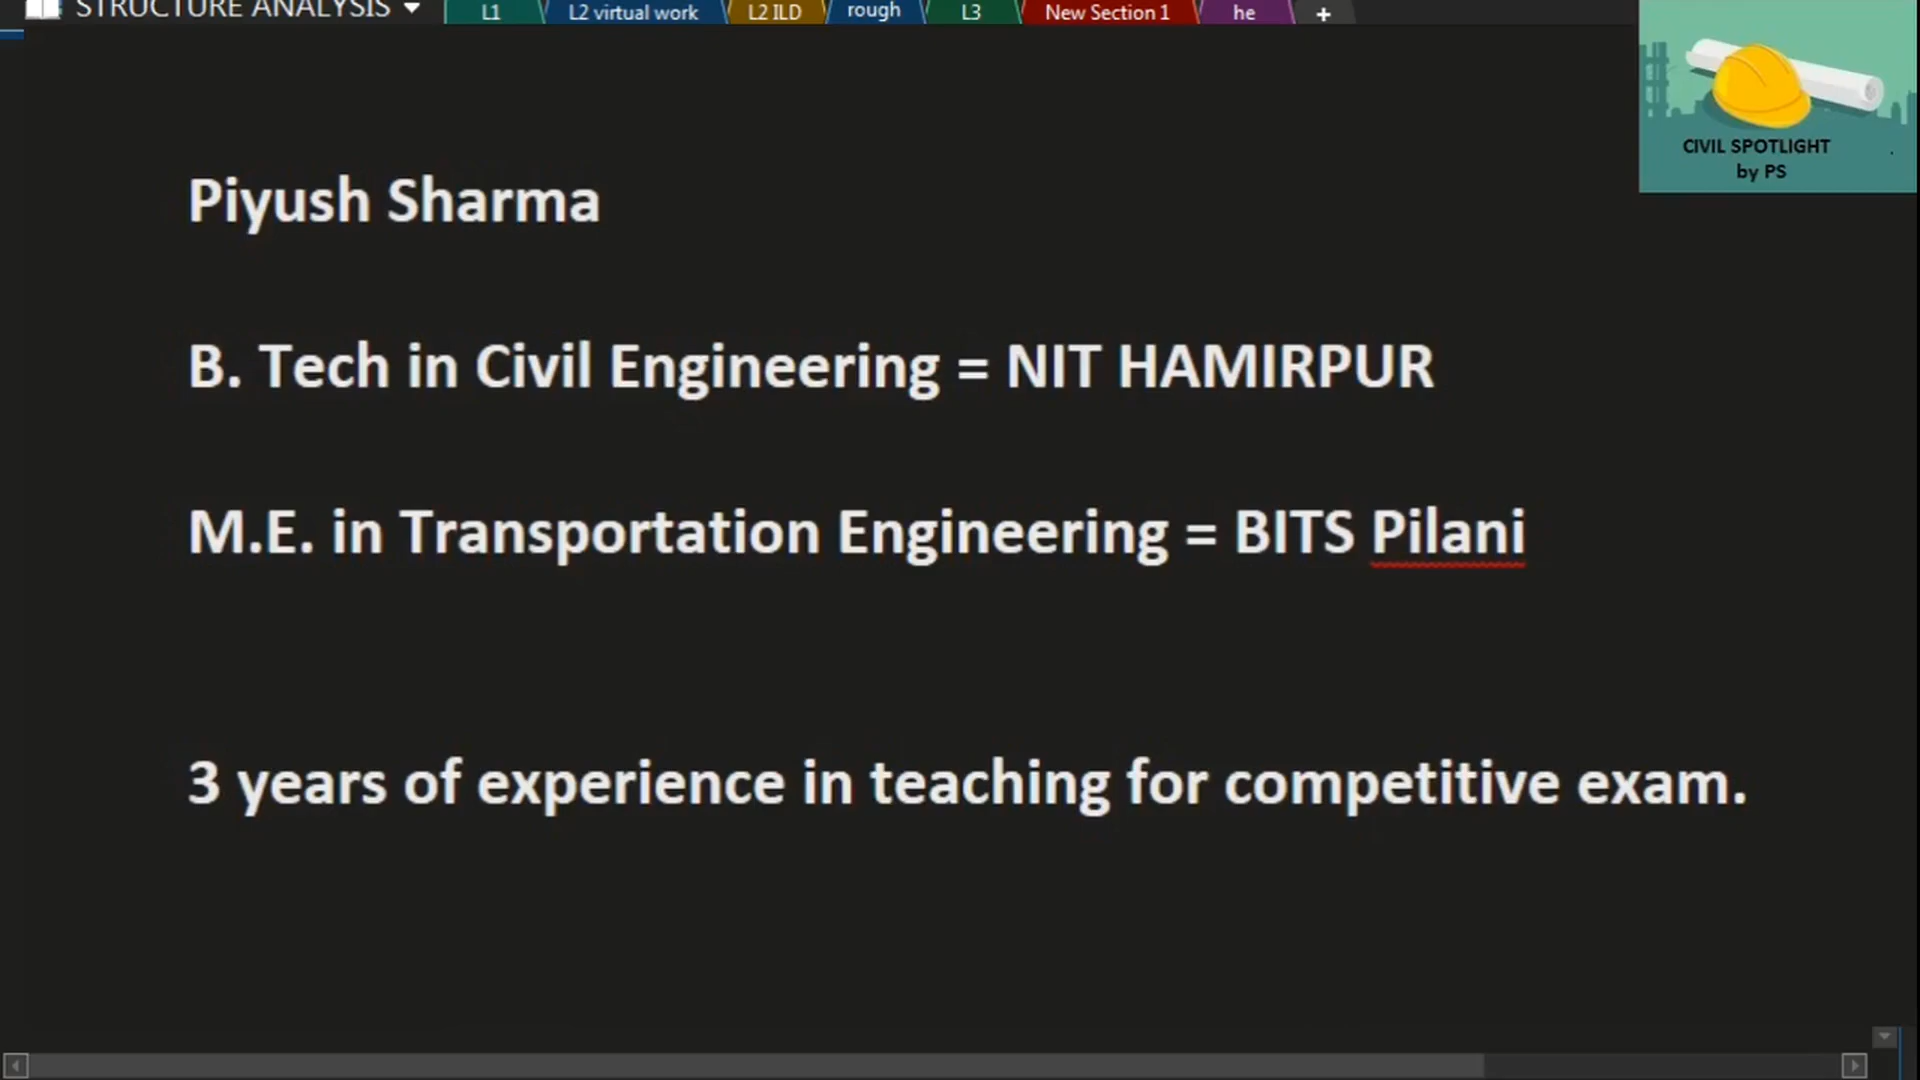 STRUCTURE ANALYSIS L1 L2 virtual work L2 ILD rough L3 New Section 1 he +
CIVIL SPOTLIGHT
by PS
Piyush Sharma
B. Tech in Civil Engineering = NIT HAMIRPUR
M.E. in Transportation Engineering = BITS Pilani
3 years of experience in teaching for competitive exam.